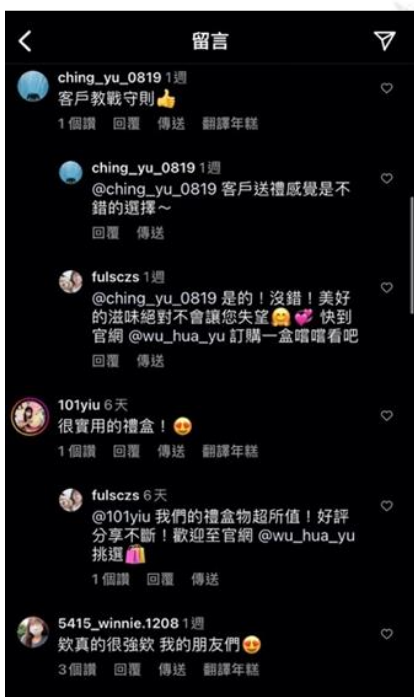 留言
ching_yu_0819 1週
客戶教戰守則👍
1個讚 回覆 傳送 翻譯年糕
ching_yu_0819 1週
@ching_yu_0819 客戶送禮感覺是不
錯的選擇～
回覆 傳送
fulsczs 1週
@ching_yu_0819 是的！沒錯！美好
的滋味絕對不會讓您失望🤗💞 快到
官網 @wu_hua_yu 訂購一盒嚐嚐看吧
回覆 傳送
101yiu 6天
很實用的禮盒！😍
1個讚 回覆 傳送 翻譯年糕
fulsczs 6天
@101yiu 我們的禮盒物超所值！好評
分享不斷！歡迎至官網 @wu_hua_yu
挑選🛍️
1個讚 回覆 傳送
5415_winnie.1208 1週
欸真的很強欸 我的朋友們😍
3個讚 回覆 傳送 翻譯年糕